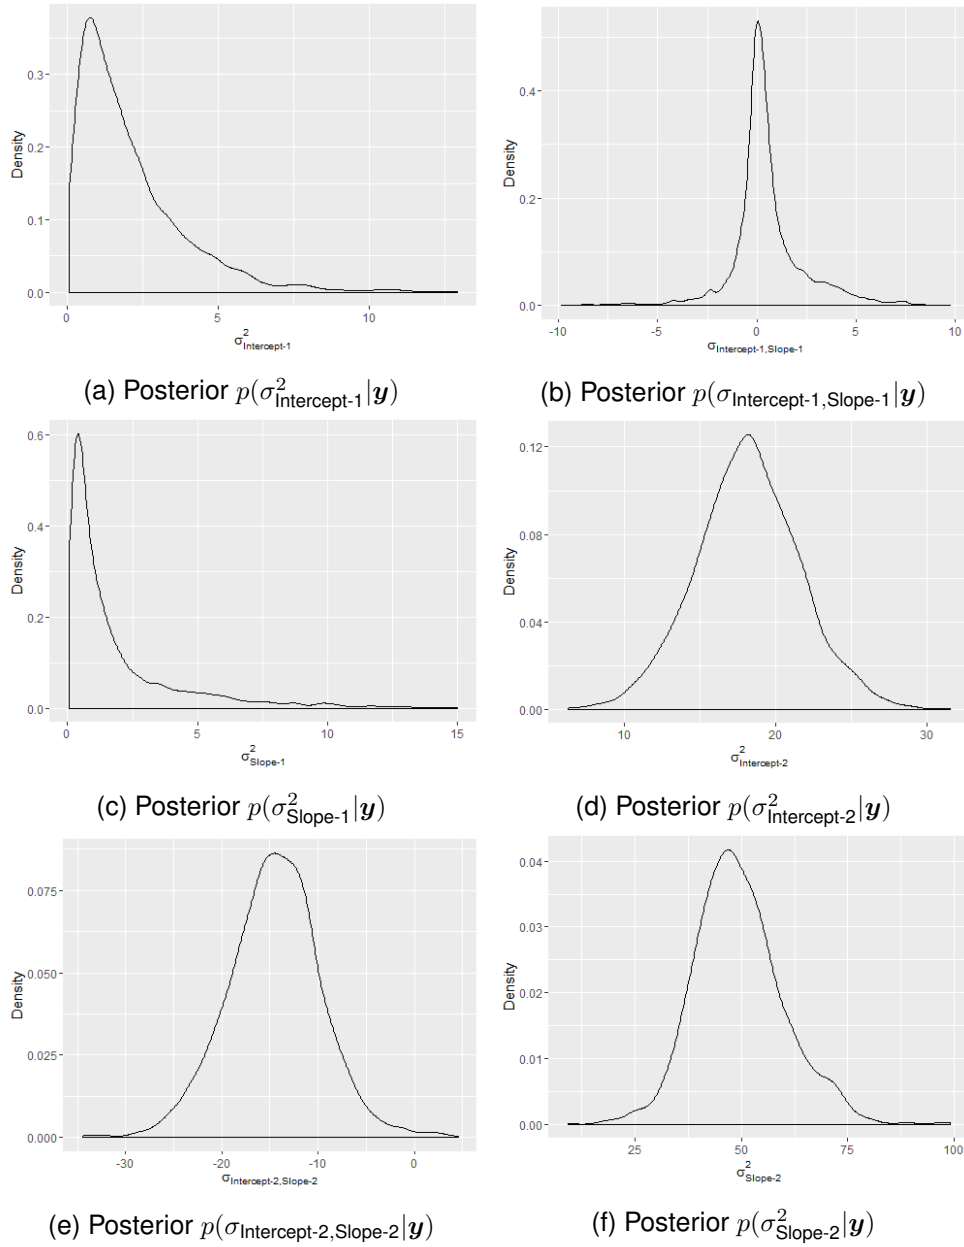 Density
0.3
0.2
0.1
0.0
0 5 10
σ²Intercept-1
(a) Posterior p(σ²Intercept-1|y)
Density
0.4
0.2
0.0
-10 -5 0 5 10
σIntercept-1,Slope-1
(b) Posterior p(σIntercept-1,Slope-1|y)
Density
0.6
0.4
0.2
0.0
0 5 10 15
σ²Slope-1
(c) Posterior p(σ²Slope-1|y)
Density
0.12
0.08
0.04
0.00
10 20 30
σ²Intercept-2
(d) Posterior p(σ²Intercept-2|y)
Density
0.075
0.050
0.025
0.000
-30 -20 -10 0
σIntercept-2,Slope-2
(e) Posterior p(σIntercept-2,Slope-2|y)
Density
0.04
0.03
0.02
0.01
0.00
25 50 75 100
σ²Slope-2
(f) Posterior p(σ²Slope-2|y)